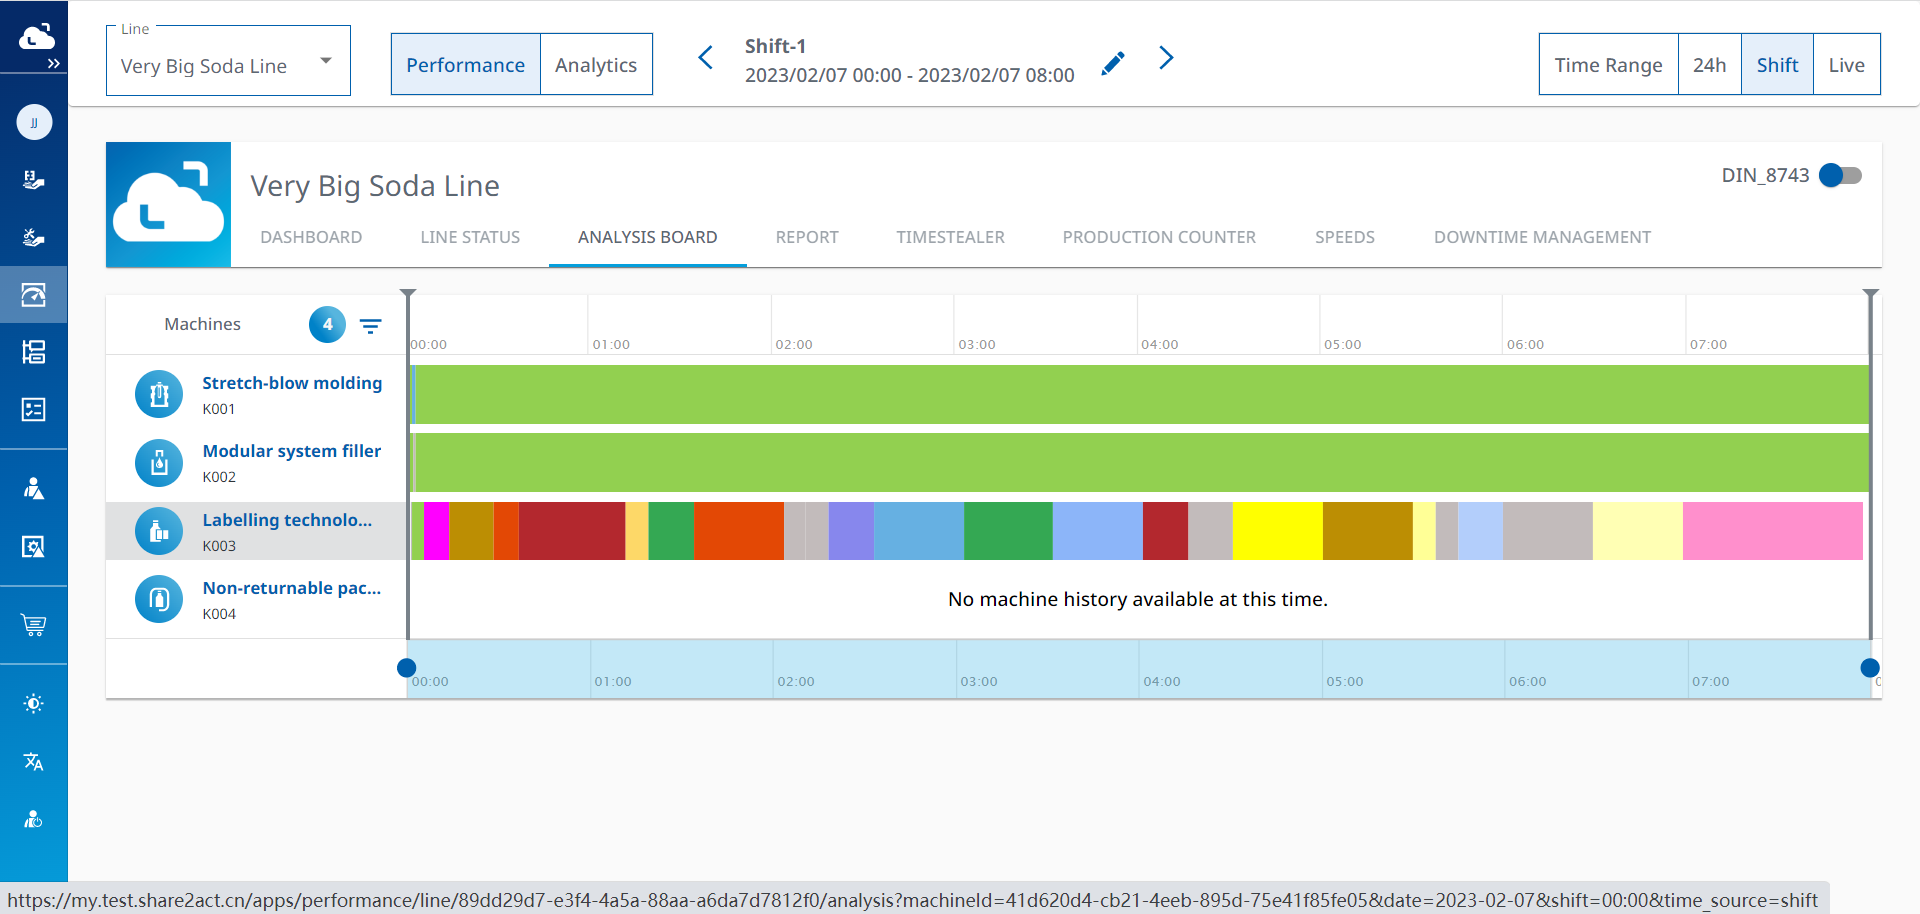 Line
Very Big Soda Line
Performance
Analytics
Shift-1
2023/02/07 00:00 - 2023/02/07 08:00
Time Range
24h
Shift
Live
JJ
Very Big Soda Line
DIN_8743
DASHBOARD
LINE STATUS
ANALYSIS BOARD
REPORT
TIMESTEALER
PRODUCTION COUNTER
SPEEDS
DOWNTIME MANAGEMENT
Machines
4
00:00
01:00
02:00
03:00
04:00
05:00
06:00
07:00
Stretch-blow molding
K001
Modular system filler
K002
Labelling technolo...
K003
Non-returnable pac...
K004
No machine history available at this time.
00:00
01:00
02:00
03:00
04:00
05:00
06:00
07:00
https://my.test.share2act.cn/apps/performance/line/89dd29d7-e3f4-4a5a-88aa-a6da7d7812f0/analysis?machineId=41d620d4-cb21-4eeb-895d-75e41f85fe05&date=2023-02-07&shift=00:00&time_source=shift